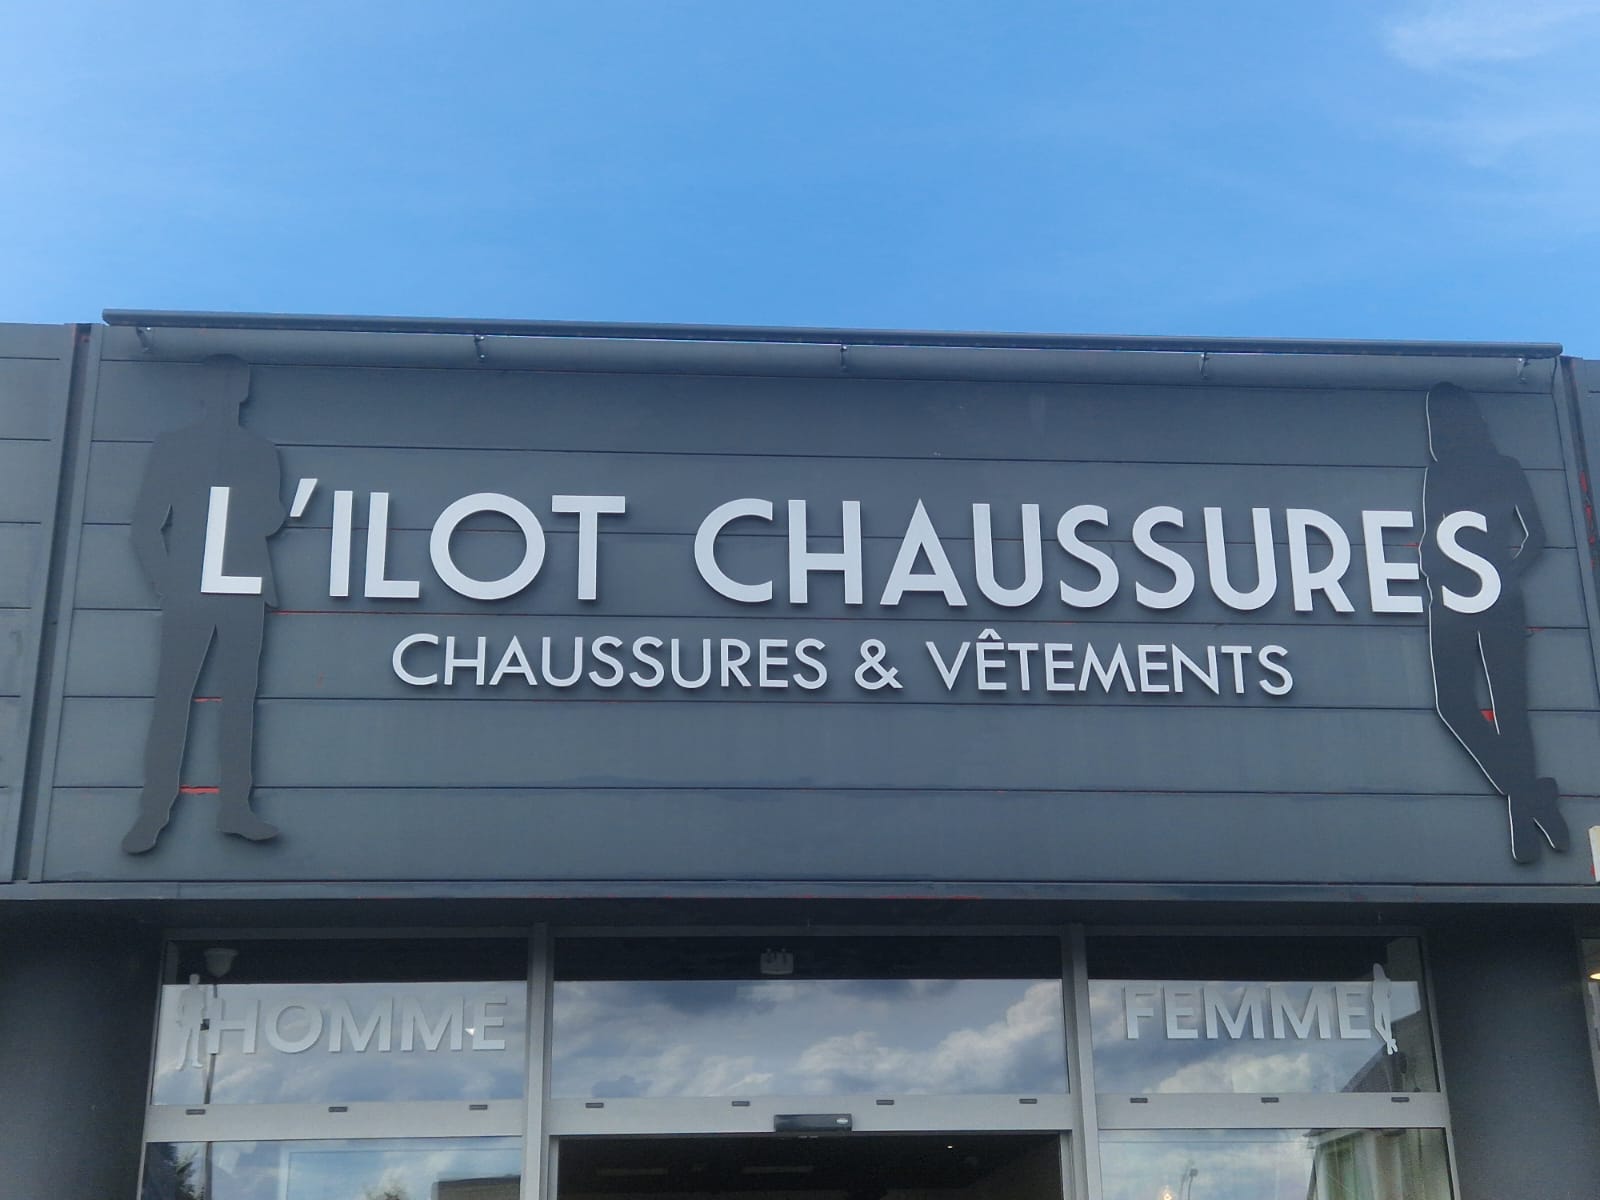 L'ILOT CHAUSSURES
CHAUSSURES & VÊTEMENTS
HOMME
FEMME